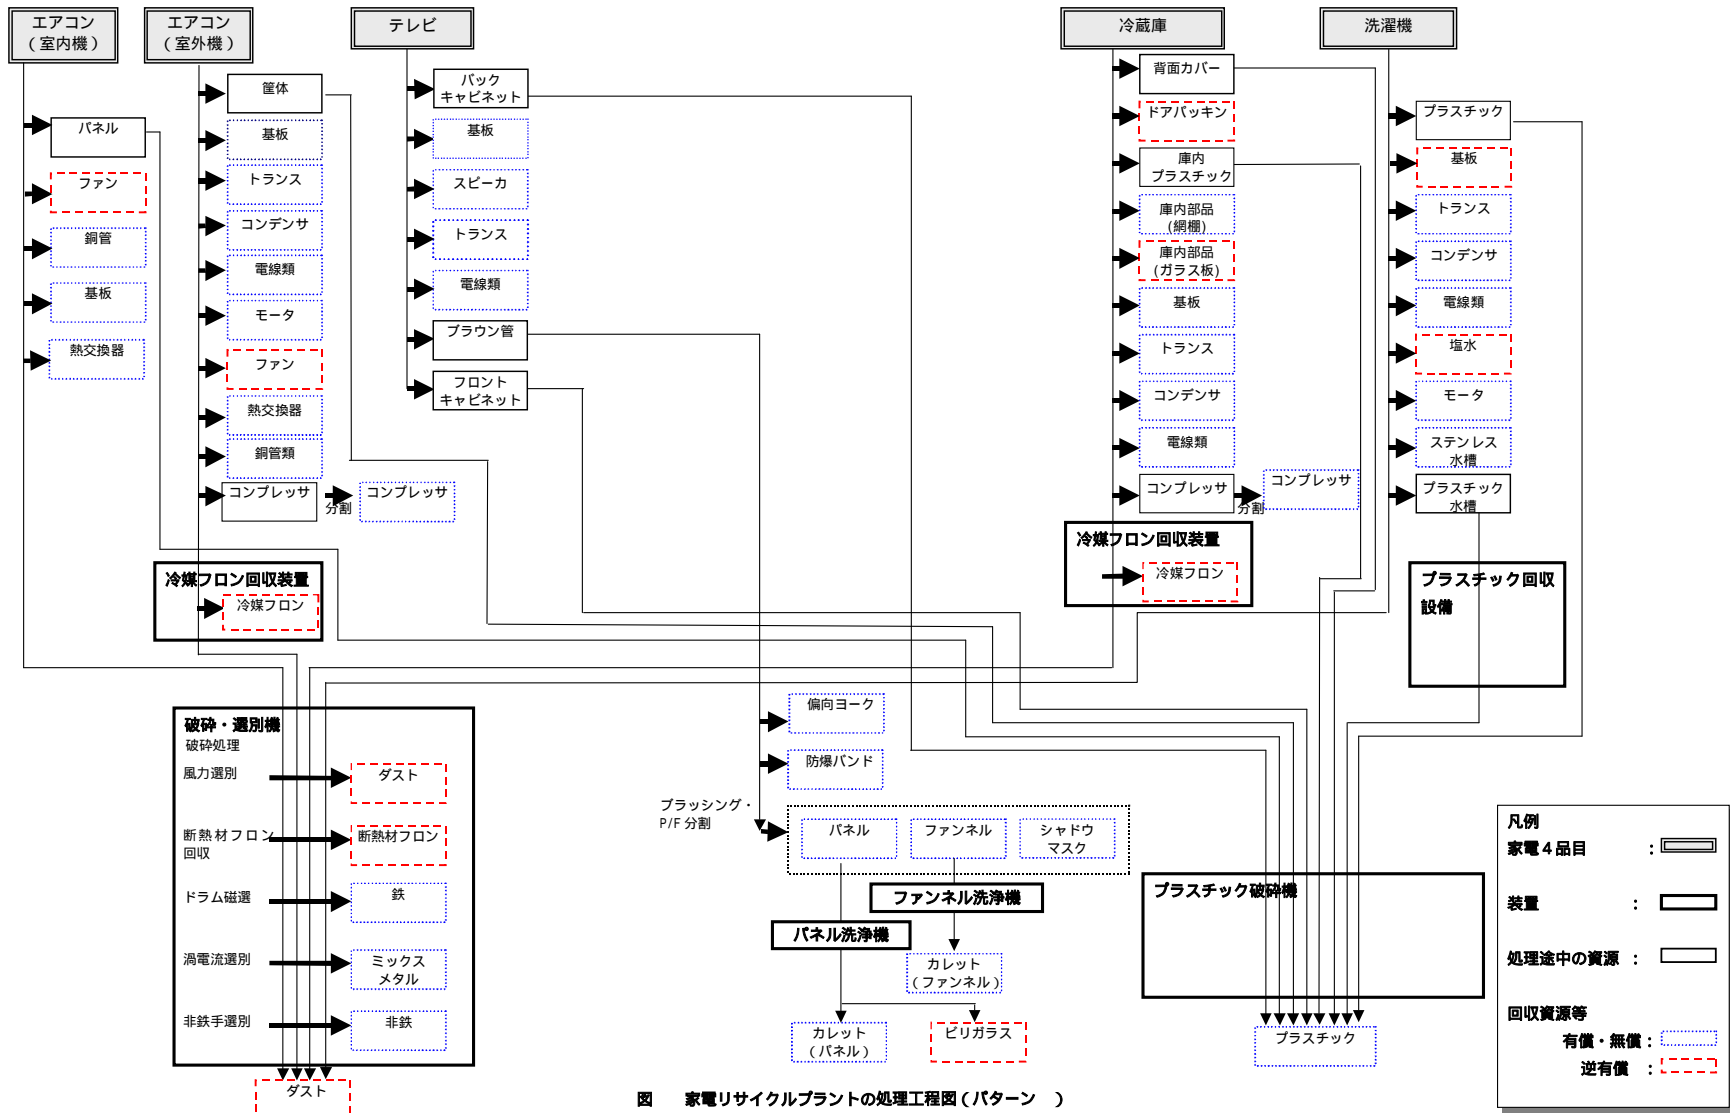 エアコン
（室内機）
エアコン
（室外機）
テレビ
冷蔵庫
洗濯機
パネル
ファン
銅管
基板
熱交換器
筐体
基板
トランス
コンデンサ
電線類
モータ
ファン
熱交換器
銅管類
コンプレッサ
分割
コンプレッサ
冷媒フロン回収装置
冷媒フロン
バック
キャビネット
基板
スピーカ
トランス
電線類
ブラウン管
フロント
キャビネット
背面カバー
ドアパッキン
庫内
プラスチック
庫内部品
(網棚)
庫内部品
(ガラス板)
基板
トランス
コンデンサ
電線類
コンプレッサ
分割
コンプレッサ
冷媒フロン回収装置
冷媒フロン
プラスチック
基板
トランス
コンデンサ
電線類
塩水
モータ
ステンレス
水槽
プラスチック
水槽
プラスチック回収
設備
破砕・選別機
破砕処理
風力選別
ダスト
断熱材フロン
回収
断熱材フロン
ドラム磁選
鉄
渦電流選別
ミックス
メタル
非鉄手選別
非鉄
ダスト
偏向ヨーク
防爆バンド
ブラッシング・
P/F 分割
パネル
ファンネル
シャドウ
マスク
ファンネル洗浄機
パネル洗浄機
カレット
（ファンネル）
カレット
（パネル）
ビリガラス
プラスチック破砕機
プラスチック
凡例
家電４品目 ：
装置 ：
処理途中の資源 ：
回収資源等
有償・無償：
逆有償 ：
図 家電リサイクルプラントの処理工程図（パターン ）